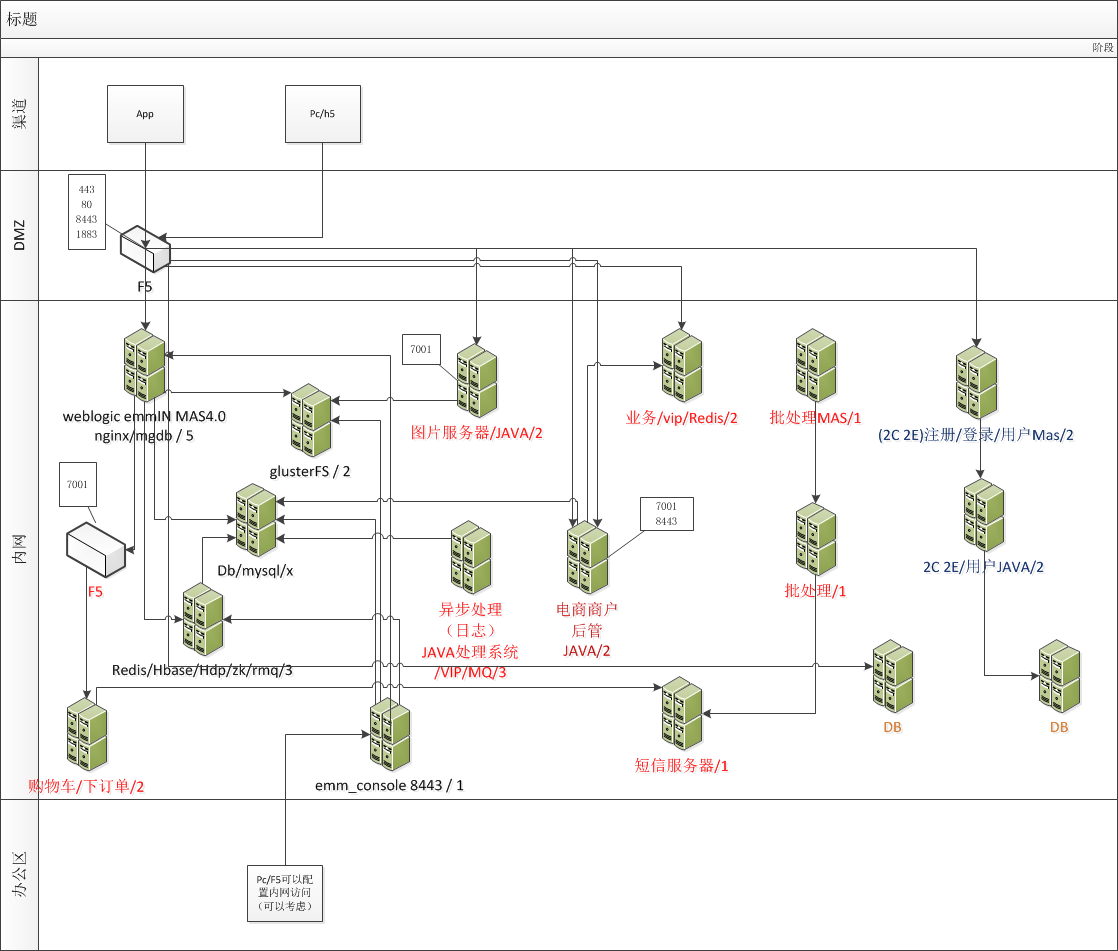 标题
阶段
渠道
App
Pc/h5
DMZ
443
80
8443
1883
F5
内网
7001
weblogic emmIN MAS4.0
nginx/mgdb / 5
图片服务器/JAVA/2
业务/vip/Redis/2
批处理MAS/1
(2C 2E)注册/登录/用户Mas/2
glusterFS / 2
7001
7001
8443
F5
Db/mysql/x
异步处理
（日志）
JAVA处理系统
/VIP/MQ/3
电商商户
后管
JAVA/2
批处理/1
2C 2E/用户JAVA/2
Redis/Hbase/Hdp/zk/rmq/3
DB
DB
购物车/下订单/2
emm_console 8443 / 1
短信服务器/1
办公区
Pc/F5可以配
置内网访问
（可以考虑）